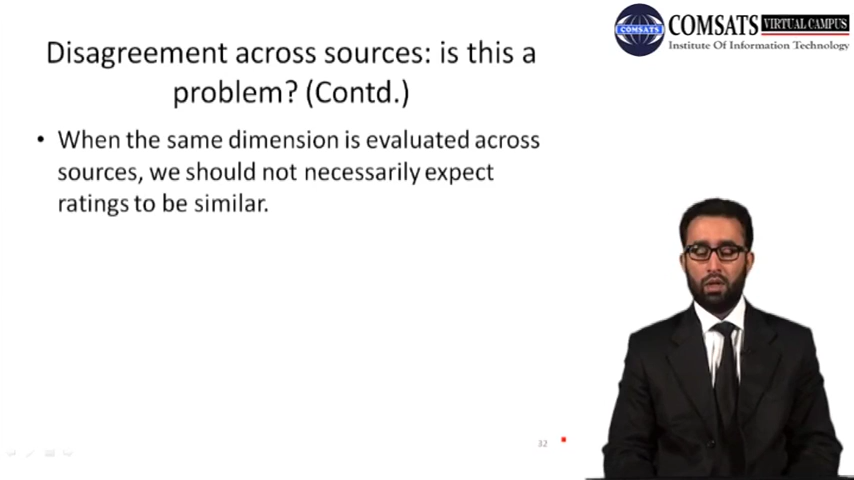 COMSATS VIRTUAL CAMPUS
COMSATS
Institute Of Information Technology
Disagreement across sources: is this a
problem? (Contd.)
• When the same dimension is evaluated across
sources, we should not necessarily expect
ratings to be similar.
32